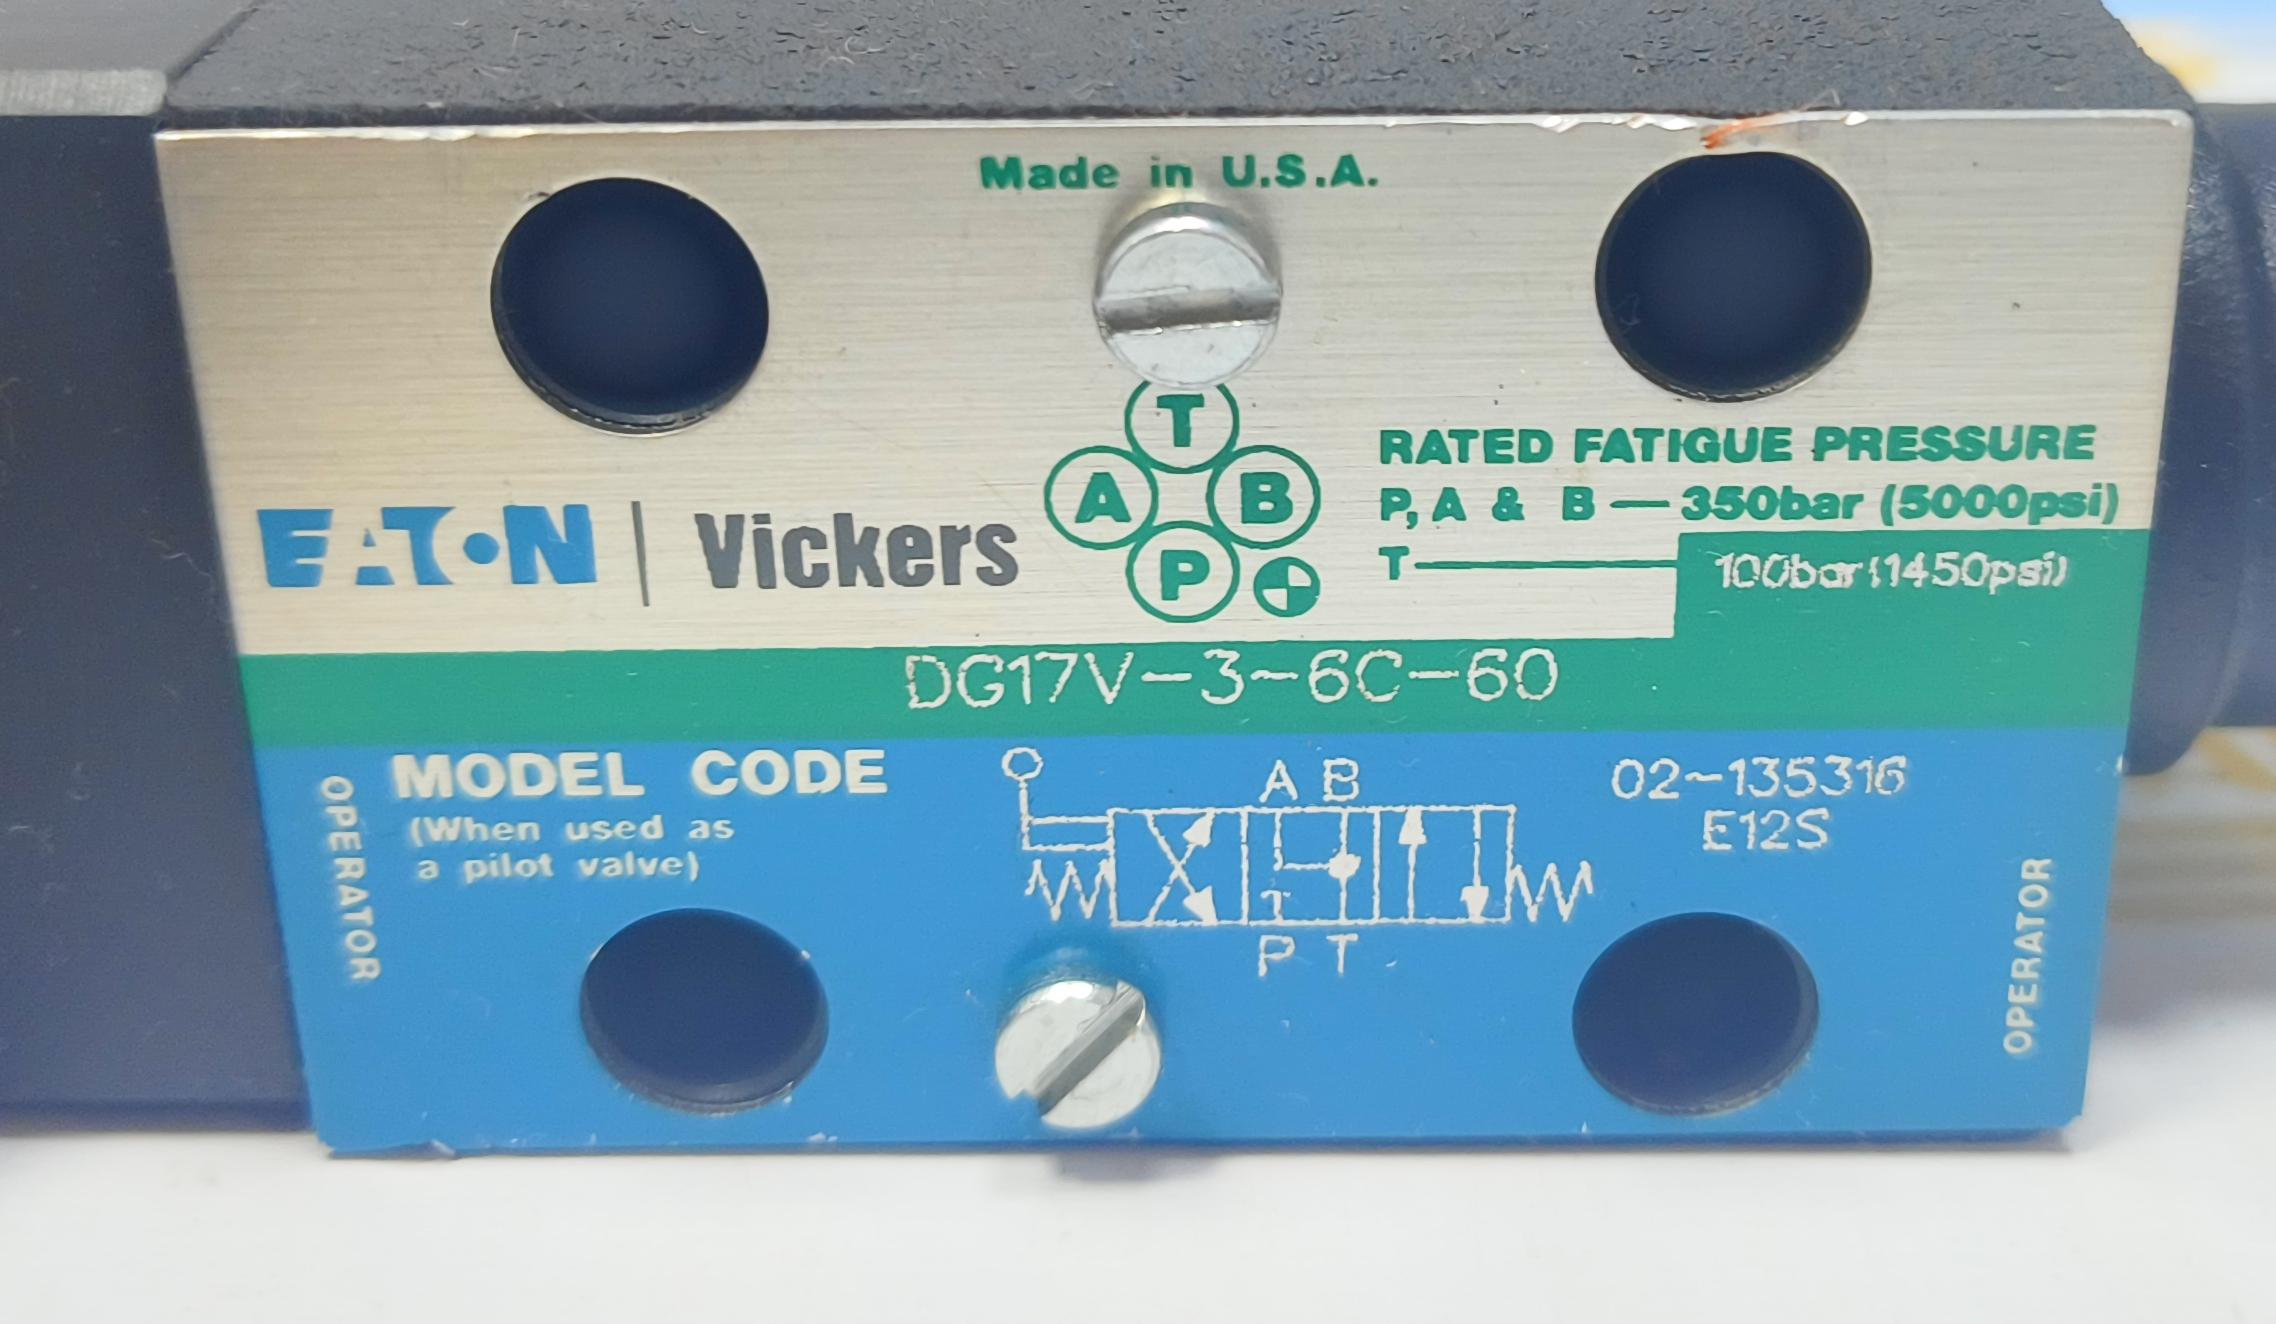 Made in U.S.A.
T
A B
P
EATON | Vickers
RATED FATIGUE PRESSURE
P, A & B — 350bar (5000psi)
T — 100bar (1450psi)
DG17V-3-6C-60
MODEL CODE
(When used as
a pilot valve)
OPERATOR
A B
P T
02-135316
E12S
OPERATOR